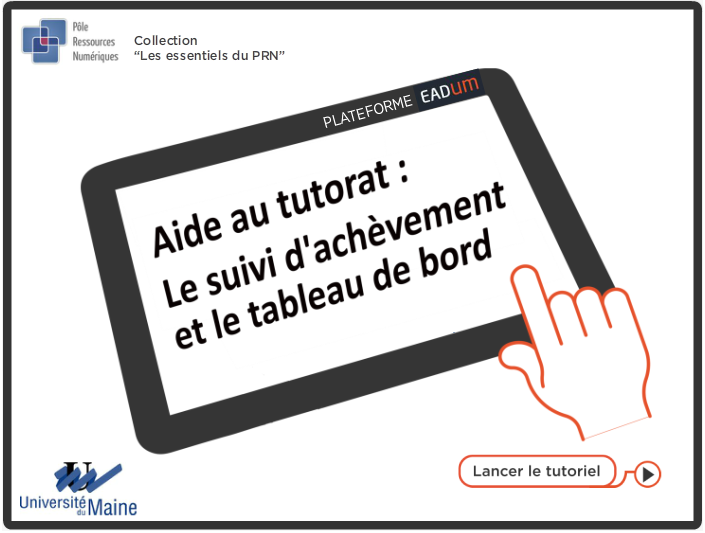 Pôle
Ressources
Numériques
Collection
“Les essentiels du PRN”
PLATEFORME EADum
Aide au tutorat :
Le suivi d'achèvement
et le tableau de bord
Lancer le tutoriel
U
Université
du Maine